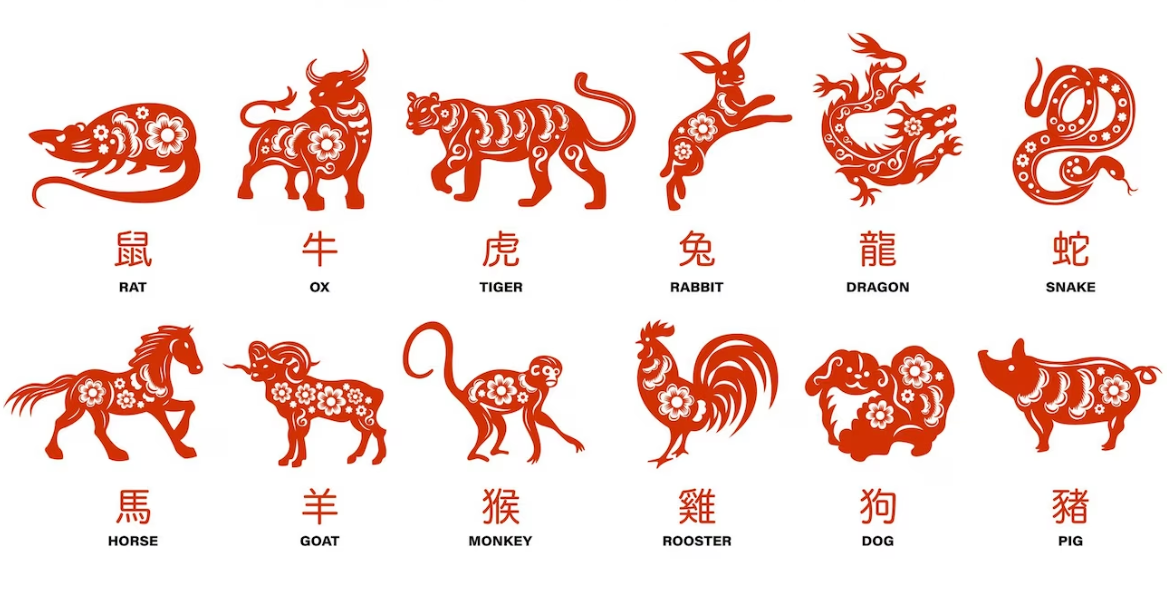 鼠 牛 虎 兔 龍 蛇
RAT OX TIGER RABBIT DRAGON SNAKE
馬 羊 猴 雞 狗 豬
HORSE GOAT MONKEY ROOSTER DOG PIG